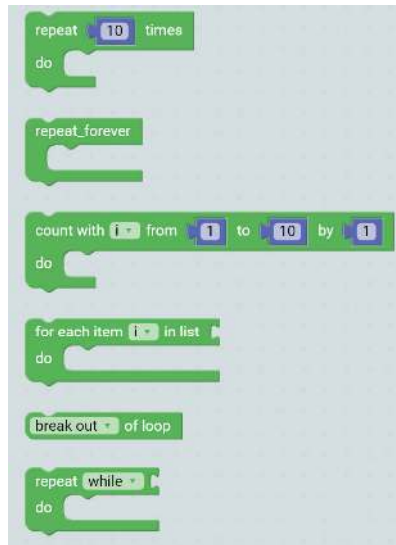 repeat 10 times
do
repeat_forever
count with i from 1 to 10 by 1
do
for each item i in list
do
break out of loop
repeat while
do